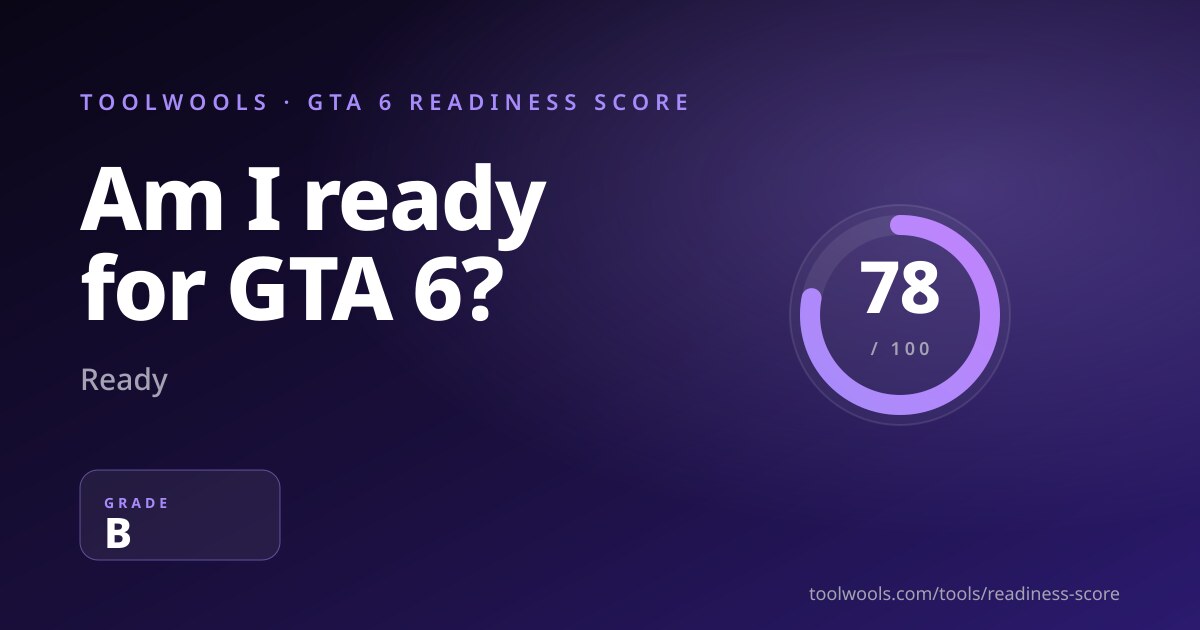 TOOLWOOLS · GTA 6 READINESS SCORE
Am I ready
for GTA 6?
Ready
78
/ 100
GRADE
B
toolwools.com/tools/readiness-score